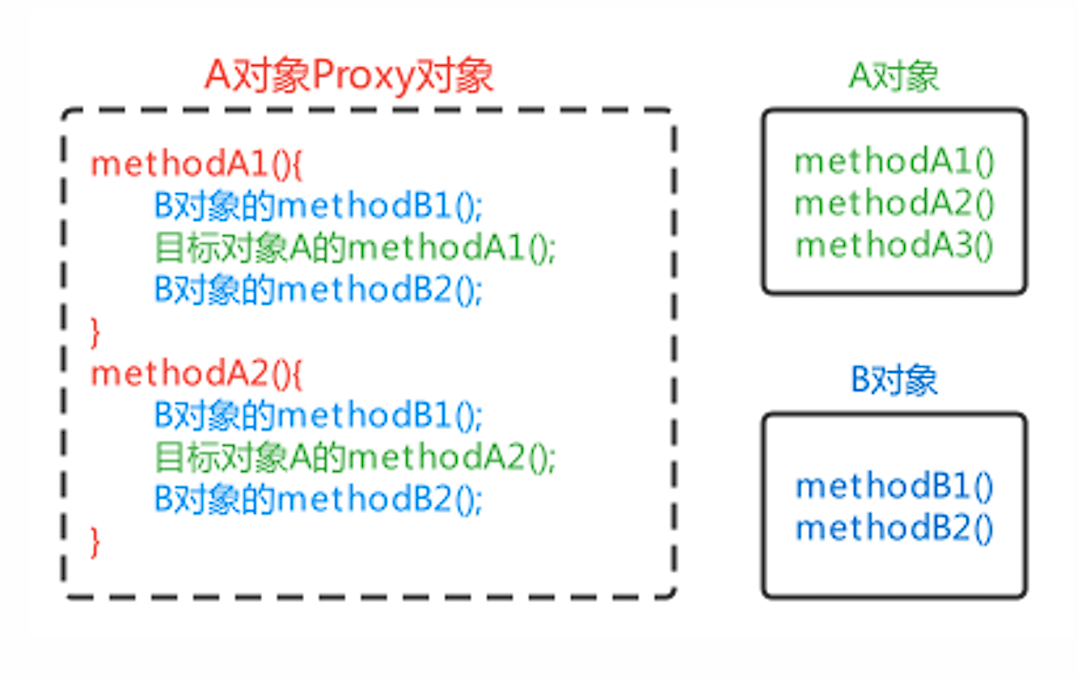 A对象Proxy对象
methodA1(){
B对象的methodB1();
目标对象A的methodA1();
B对象的methodB2();
}
methodA2(){
B对象的methodB1();
目标对象A的methodA2();
B对象的methodB2();
}
A对象
methodA1()
methodA2()
methodA3()
B对象
methodB1()
methodB2()